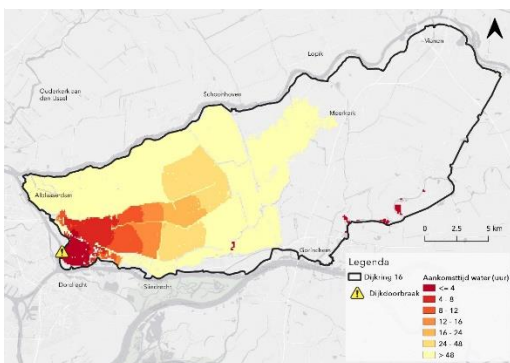 Vianen
Lopik
Ouderkerk aan
den IJssel
Schoonhoven
Meerkerk
Alblasserdam
Gorinchem
Dordrecht
Sliedrecht
0 2.5 5 km
Legenda
Dijkring 16
Dijkdoorbraak
Aankomsttijd water (uur)
<= 4
4 - 8
8 - 12
12 - 16
16 - 24
24 - 48
> 48